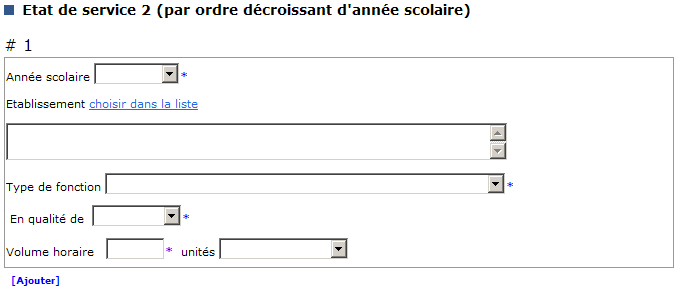 Etat de service 2 (par ordre décroissant d'année scolaire)
# 1
Année scolaire *
Etablissement choisir dans la liste
Type de fonction *
En qualité de *
Volume horaire * unités
[Ajouter]